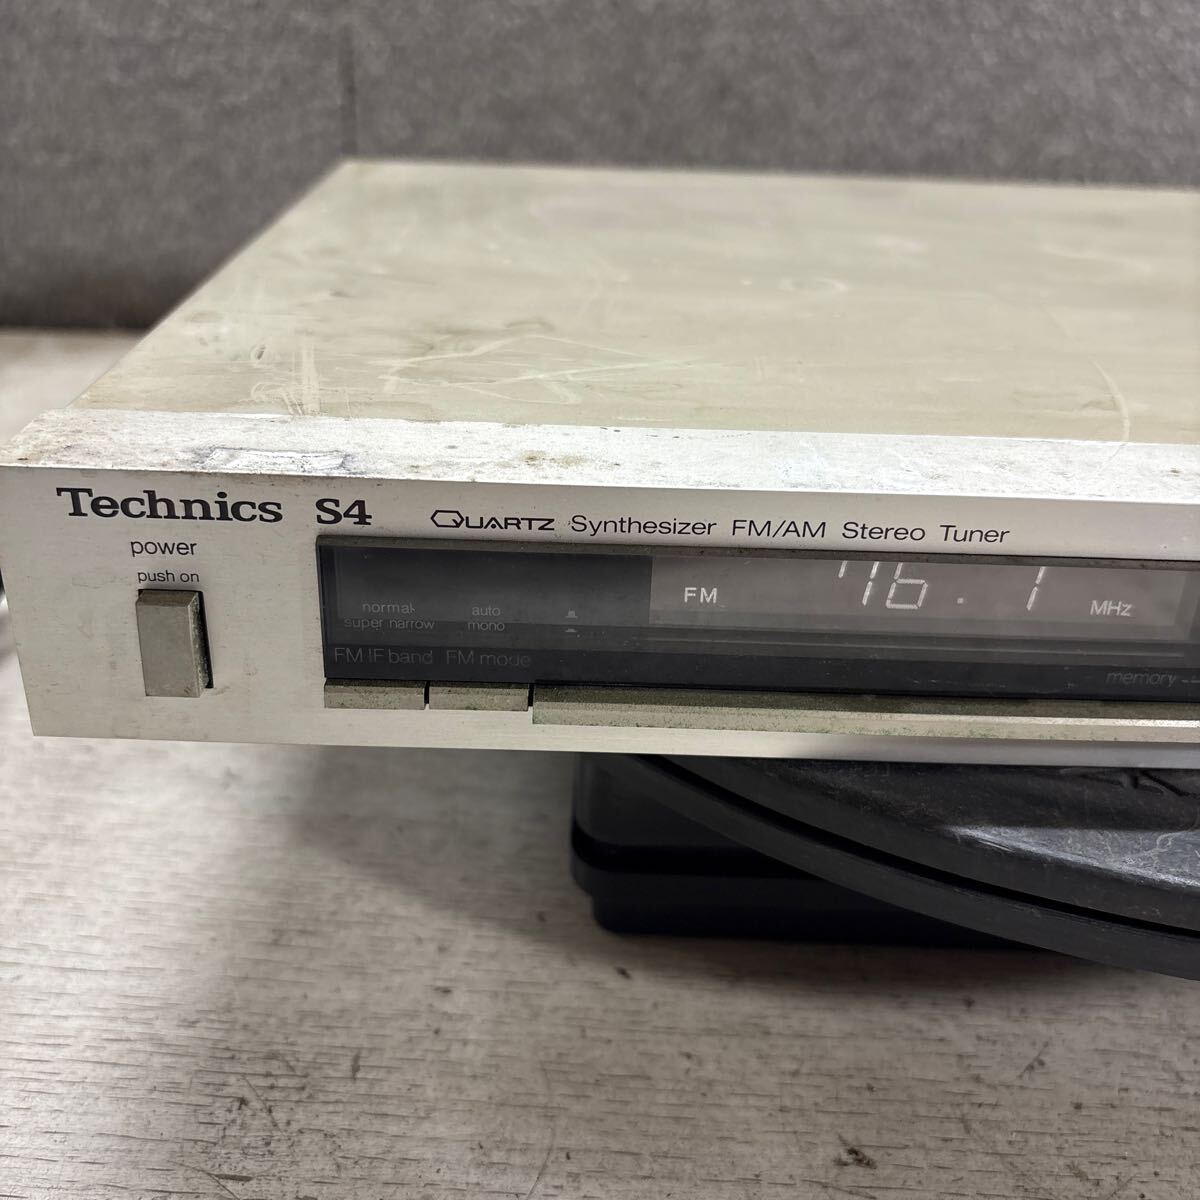 Technics S4 QUARTZ Synthesizer FM/AM Stereo Tuner
power
push on
FM 76.1 MHz
normal auto
super narrow mono
FM IF band FM mode
memory